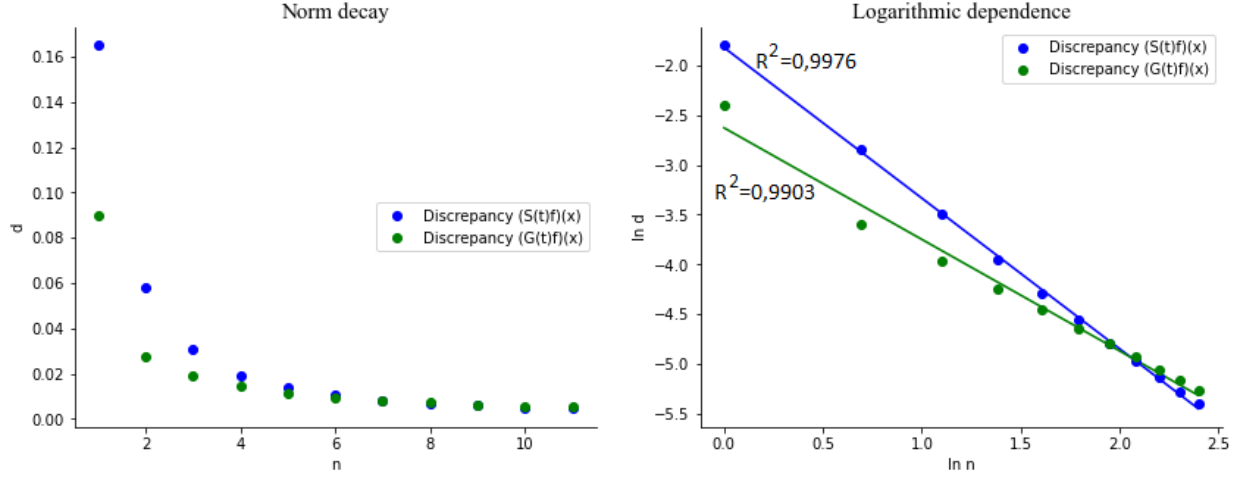 Norm decay
0.16
0.14
0.12
0.10
0.08
0.06
0.04
0.02
0.00
d
2
4
6
8
10
n
Discrepancy (S(t)f)(x)
Discrepancy (G(t)f)(x)
Logarithmic dependence
−2.0
−2.5
−3.0
−3.5
−4.0
−4.5
−5.0
−5.5
ln d
0.0
0.5
1.0
1.5
2.0
2.5
ln n
R²=0,9976
R²=0,9903
Discrepancy (S(t)f)(x)
Discrepancy (G(t)f)(x)